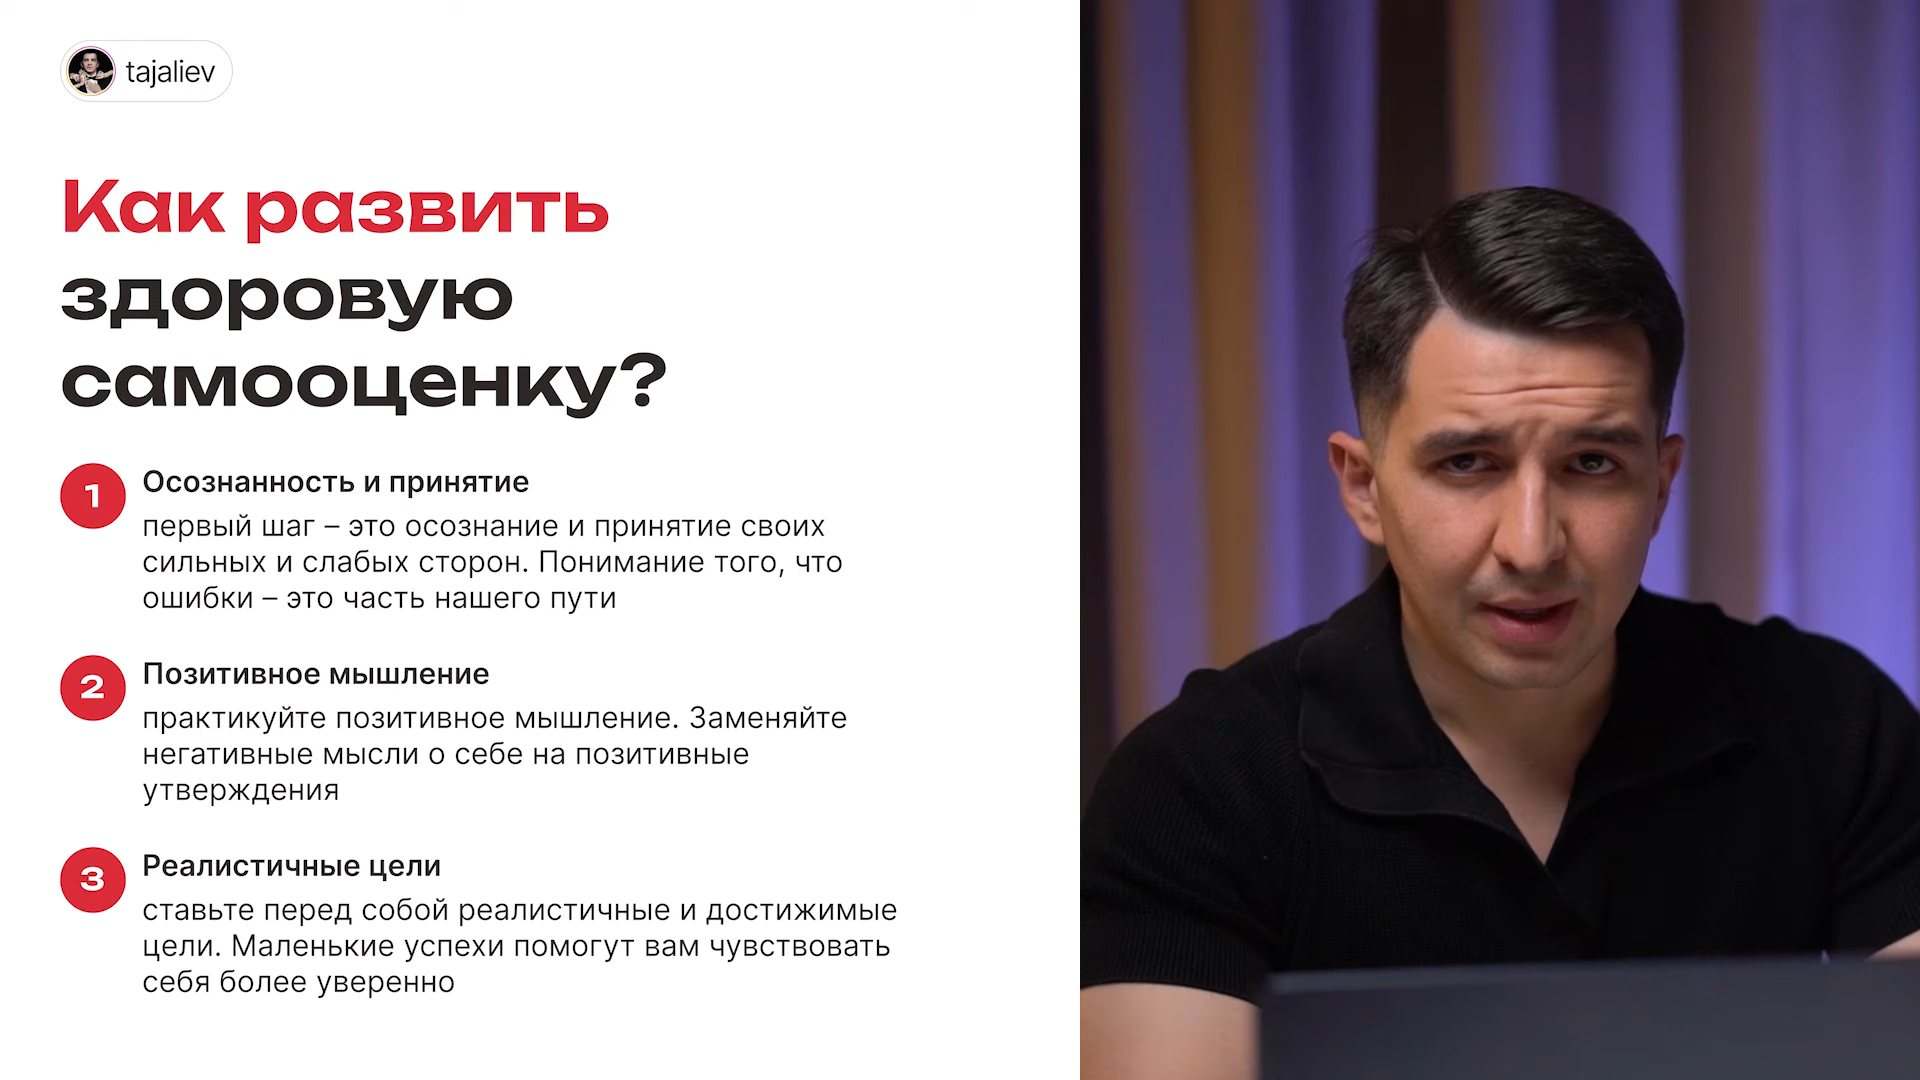 tajaliev
Как развить
здоровую
самооценку?
1
Осознанность и принятие
первый шаг – это осознание и принятие своих
сильных и слабых сторон. Понимание того, что
ошибки – это часть нашего пути
2
Позитивное мышление
практикуйте позитивное мышление. Заменяйте
негативные мысли о себе на позитивные
утверждения
3
Реалистичные цели
ставьте перед собой реалистичные и достижимые
цели. Маленькие успехи помогут вам чувствовать
себя более уверенно